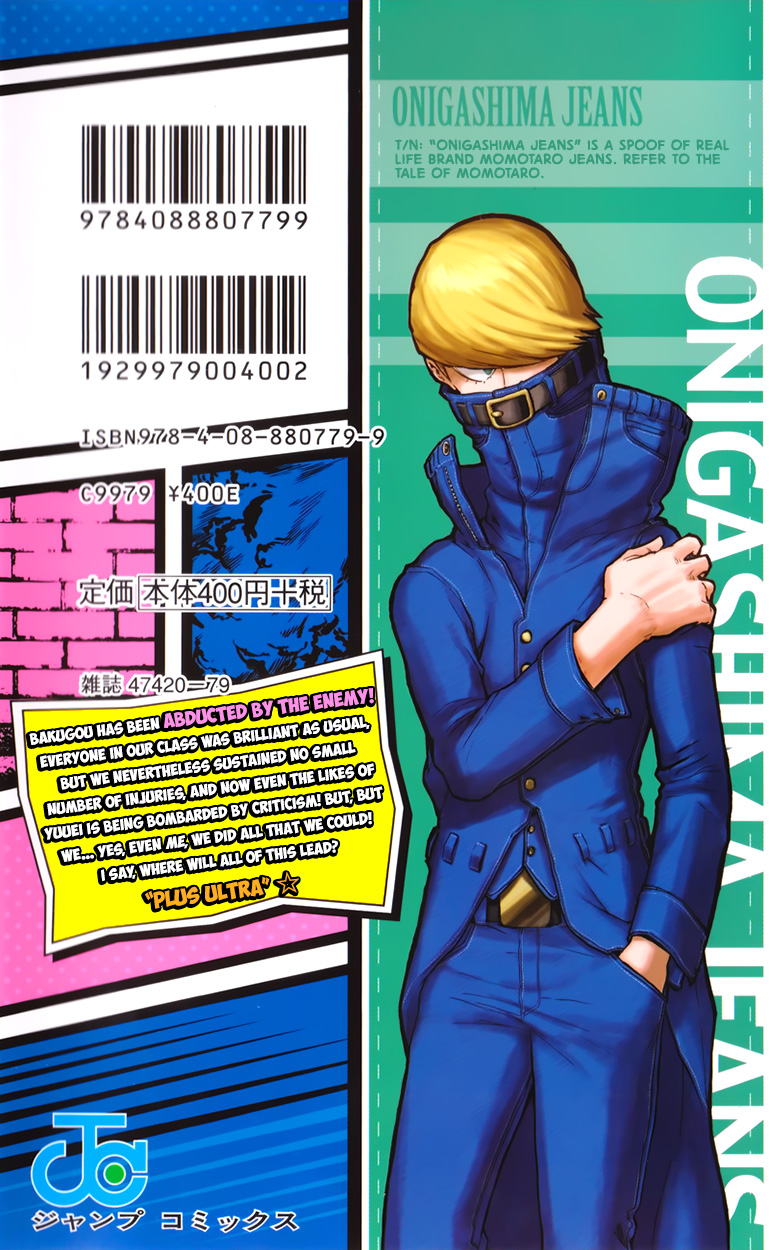 9784088807799
1929979004002
ISBN978-4-08-880779-9
C9979 ¥400E
定価 本体400円+税
雑誌 47420—79
BAKUGOU HAS BEEN ABDUCTED BY THE ENEMY!
EVERYONE IN OUR CLASS WAS BRILLIANT AS USUAL,
BUT WE NEVERTHELESS SUSTAINED NO SMALL
NUMBER OF INJURIES, AND NOW EVEN THE LIKES OF
YUUEI IS BEING BOMBARDED BY CRITICISM! BUT, BUT
WE... YES, EVEN ME, WE DID ALL THAT WE COULD!
I SAY, WHERE WILL ALL OF THIS LEAD?
"PLUS ULTRA" ☆
JC
ジャンプ コミックス
ONIGASHIMA JEANS
T/N: "ONIGASHIMA JEANS" IS A SPOOF OF REAL
LIFE BRAND MOMOTARO JEANS. REFER TO THE
TALE OF MOMOTARO.
ONIGASHIMA JEANS